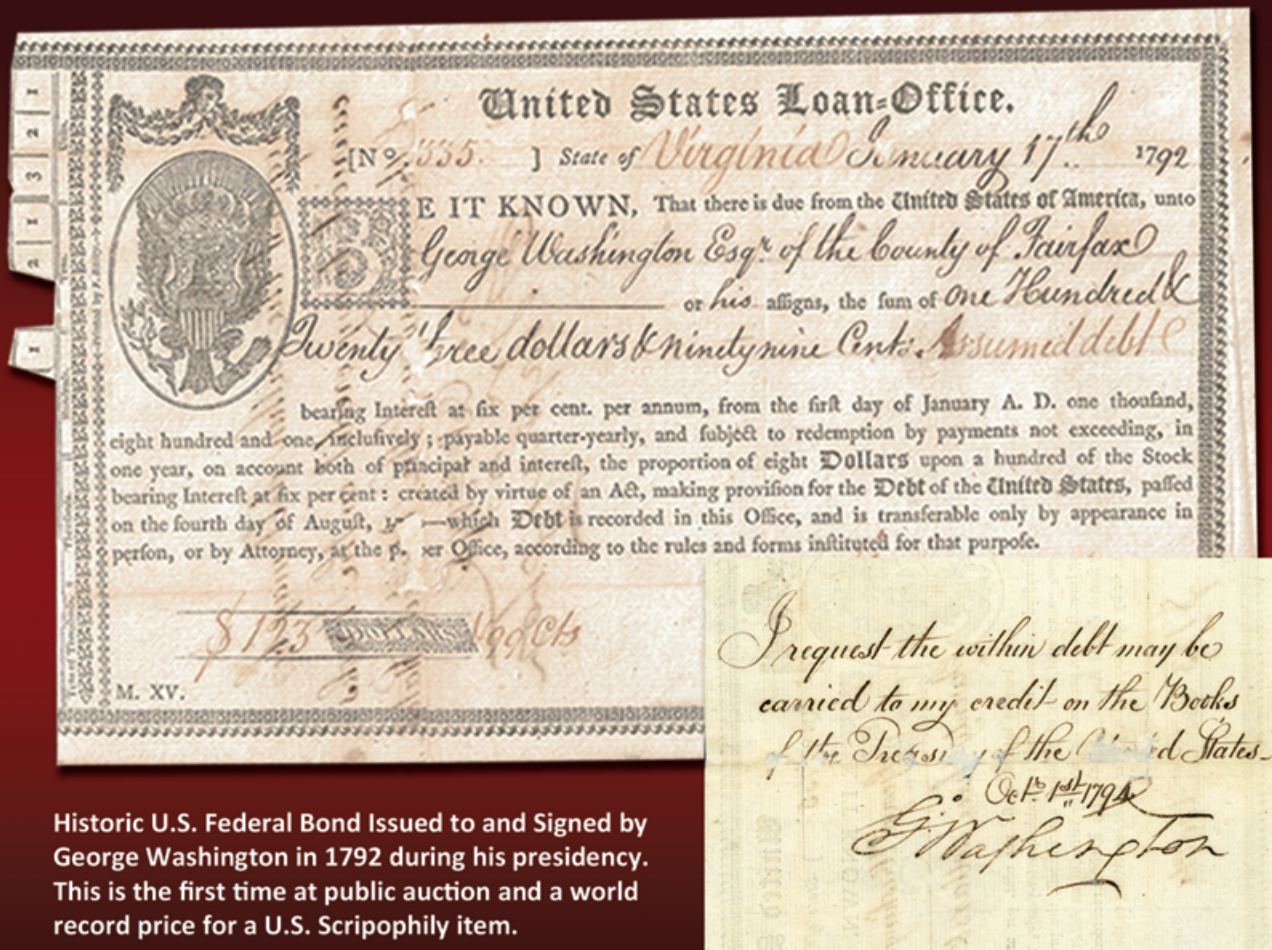 United States Loan=Office.
[No. 335. ] State of Virginia January 17th 1792
BE IT KNOWN, That there is due from the United States of America, unto
George Washington Esqr. of the County of Fairfax
or his assigns, the sum of One Hundred &
Twenty three dollars & ninety nine Cents. Assumed debt
bearing Interest at six per cent. per annum, from the first day of January A. D. one thousand,
eight hundred and one, inclusively ; payable quarter-yearly, and subject to redemption by payments not exceeding, in
one year, on account both of principal and interest, the proportion of eight Dollars upon a hundred of the Stock
bearing Interest at six per cent : created by virtue of an Act, making provision for the Debt of the United States, passed
on the fourth day of August, —which Debt is recorded in this Office, and is transferable only by appearance in
person, or by Attorney, at the per Office, according to the rules and forms instituted for that purpose.
$ 123 DOLLARS 99 Cts
M. XV.
I request the within debt may be
carried to my credit on the Books
of the Treasury of the United States
Octr. 1st 1794
G. Washington
Historic U.S. Federal Bond Issued to and Signed by
George Washington in 1792 during his presidency.
This is the first time at public auction and a world
record price for a U.S. Scripophily item.